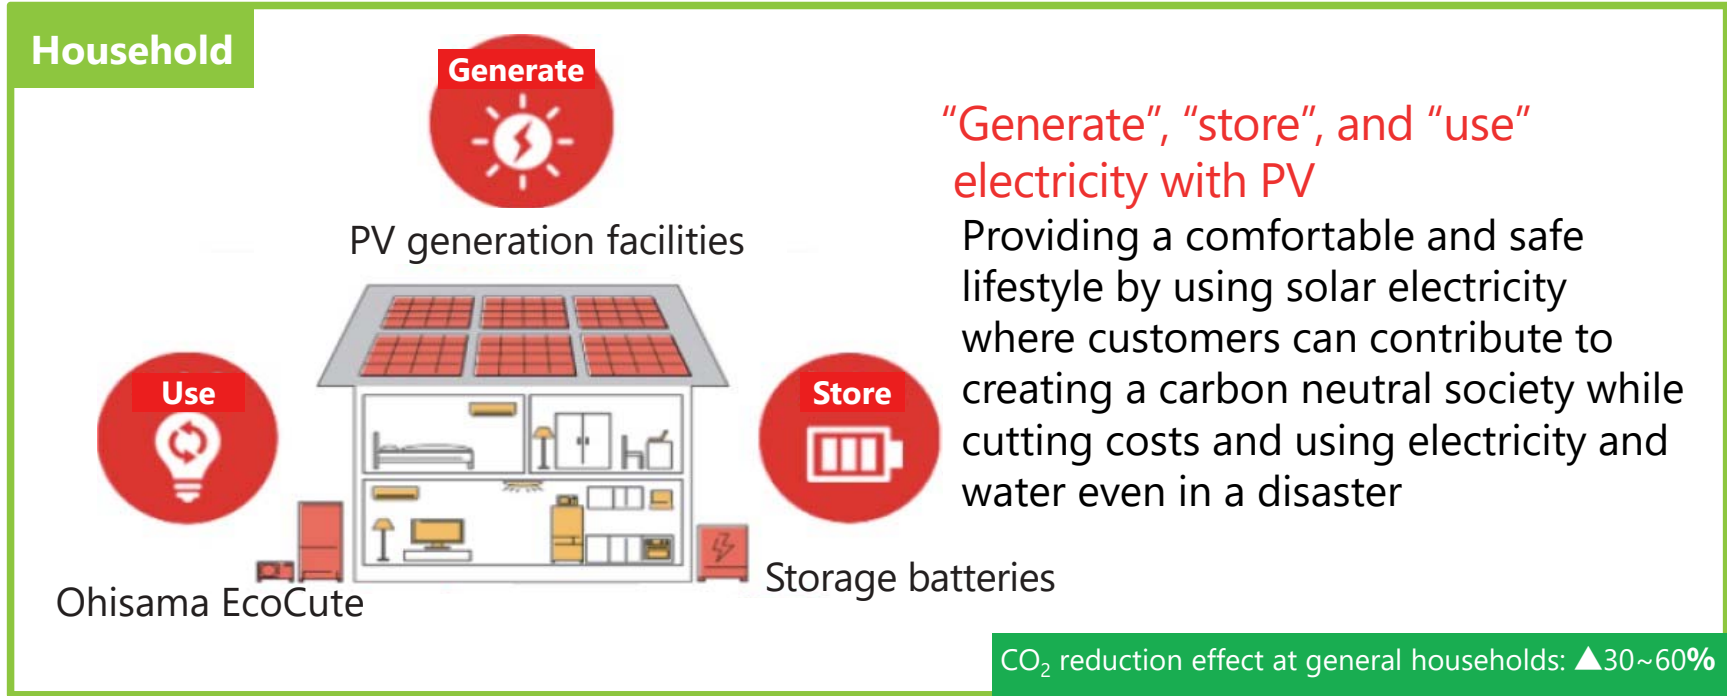 Household
Generate
PV generation facilities
Use
Store
Ohisama EcoCute
Storage batteries
“Generate”, “store”, and “use”
electricity with PV
Providing a comfortable and safe
lifestyle by using solar electricity
where customers can contribute to
creating a carbon neutral society while
cutting costs and using electricity and
water even in a disaster
CO₂ reduction effect at general households: ▲30~60%